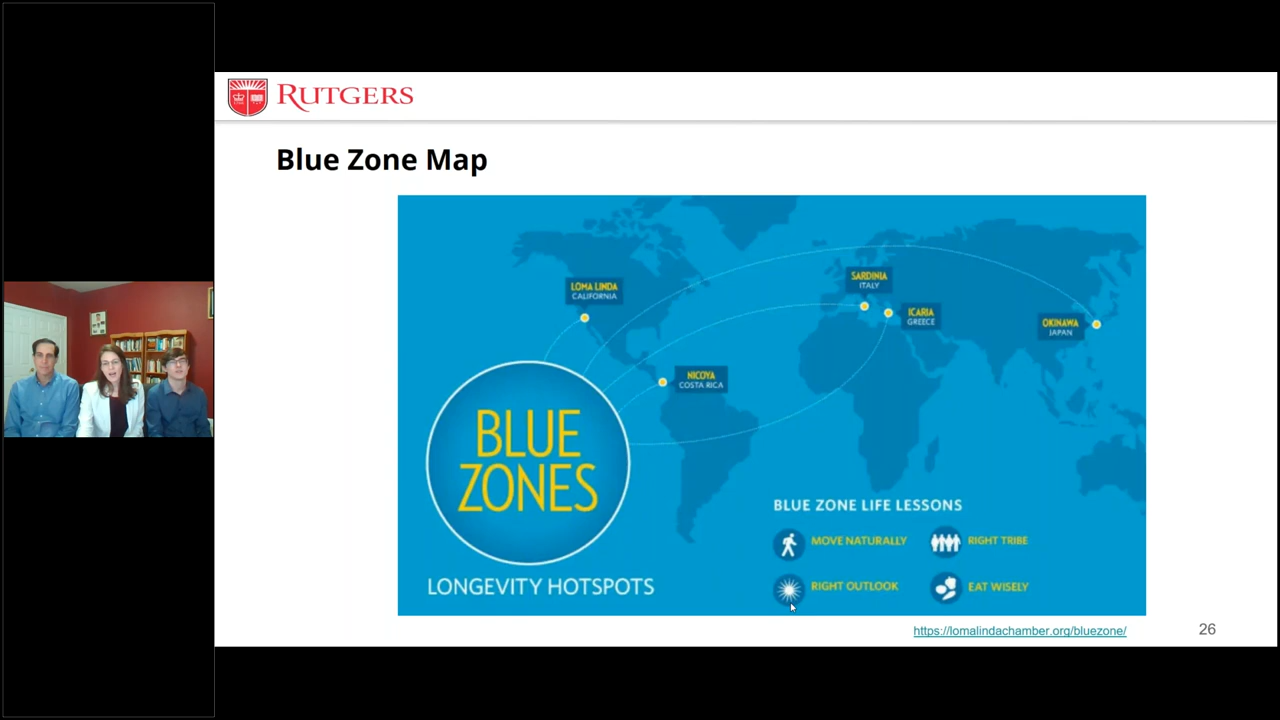 RUTGERS
Blue Zone Map
LOMA LINDA
CALIFORNIA
SARDINIA
ITALY
ICARIA
GREECE
OKINAWA
JAPAN
NICOYA
COSTA RICA
BLUE
ZONES
LONGEVITY HOTSPOTS
BLUE ZONE LIFE LESSONS
MOVE NATURALLY
RIGHT TRIBE
RIGHT OUTLOOK
EAT WISELY
https://lomalindachamber.org/bluezone/
26